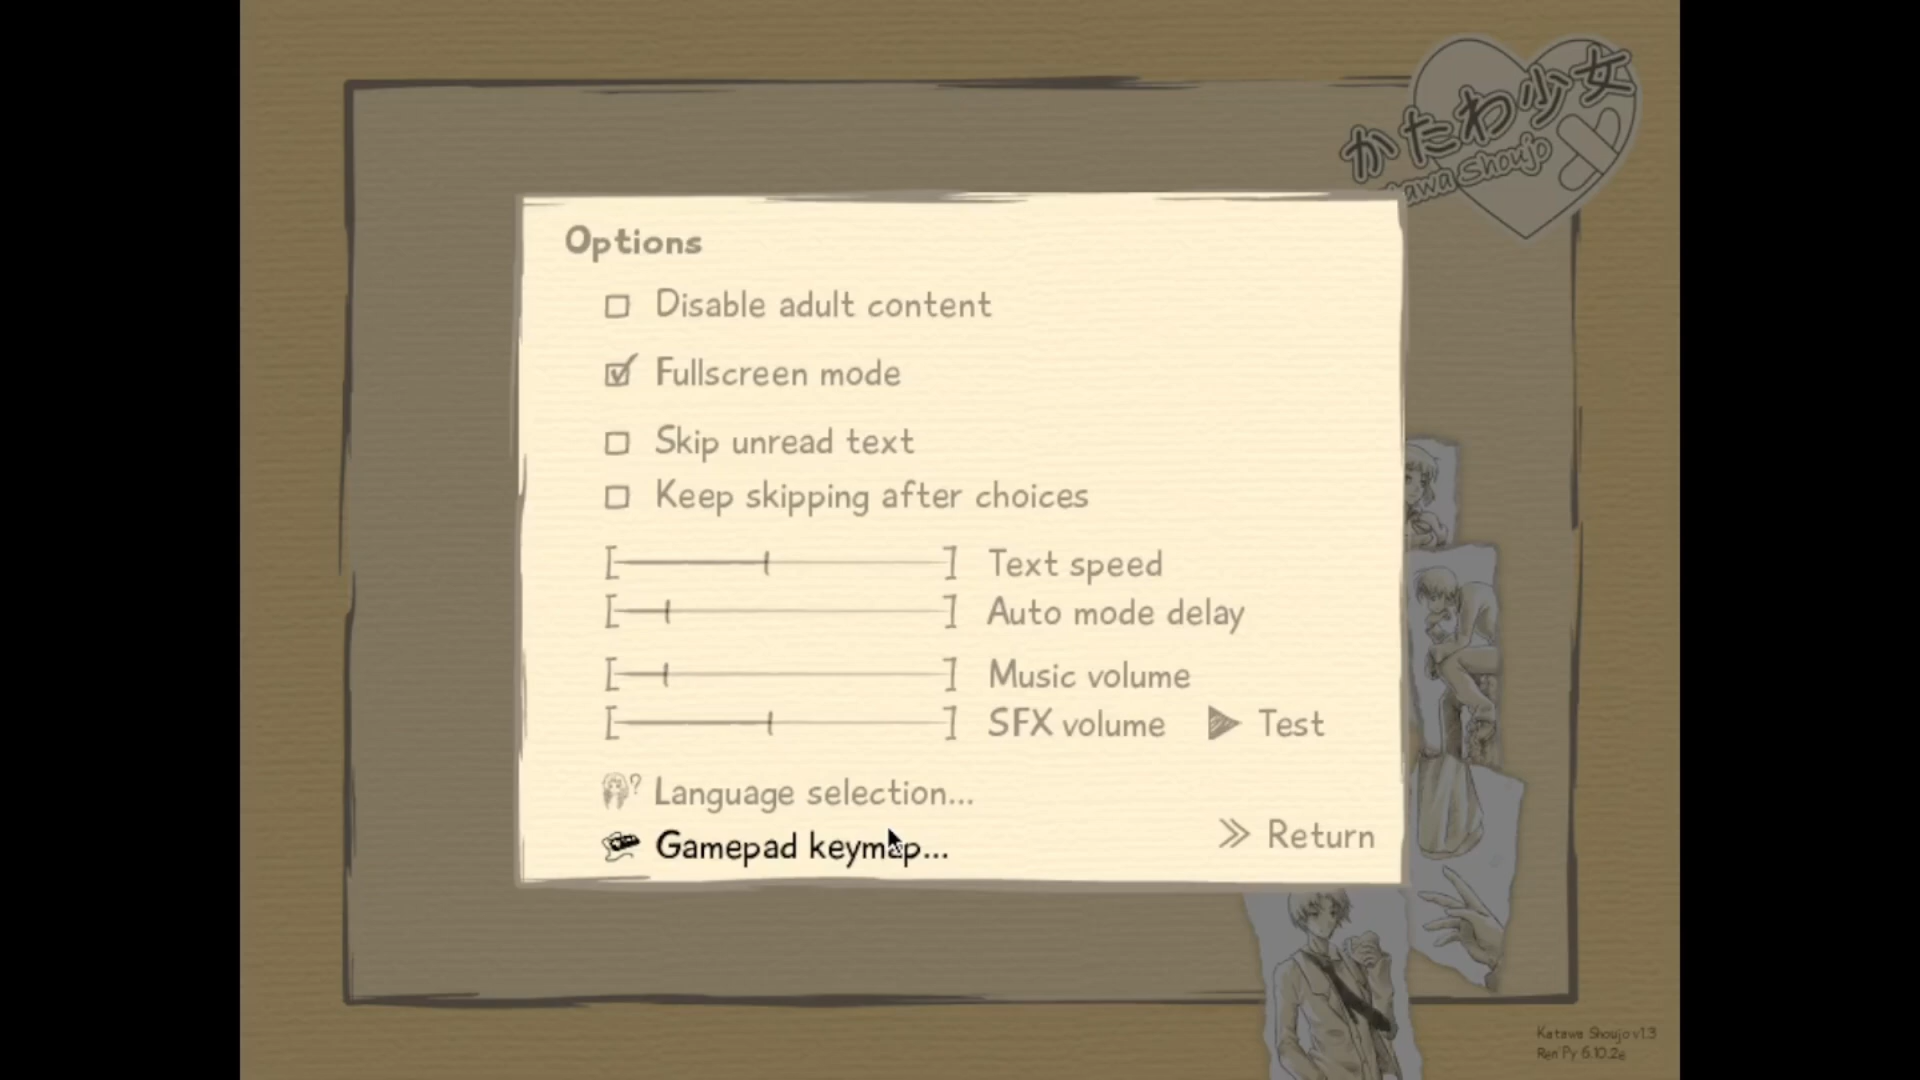 かたわ少女
awa Shoujo
Options
Disable adult content
Fullscreen mode
Skip unread text
Keep skipping after choices
Text speed
Auto mode delay
Music volume
SFX volume Test
Language selection...
Gamepad keymap...
Return
Katawa Shoujo v1.3
Ren'Py 6.10.2e